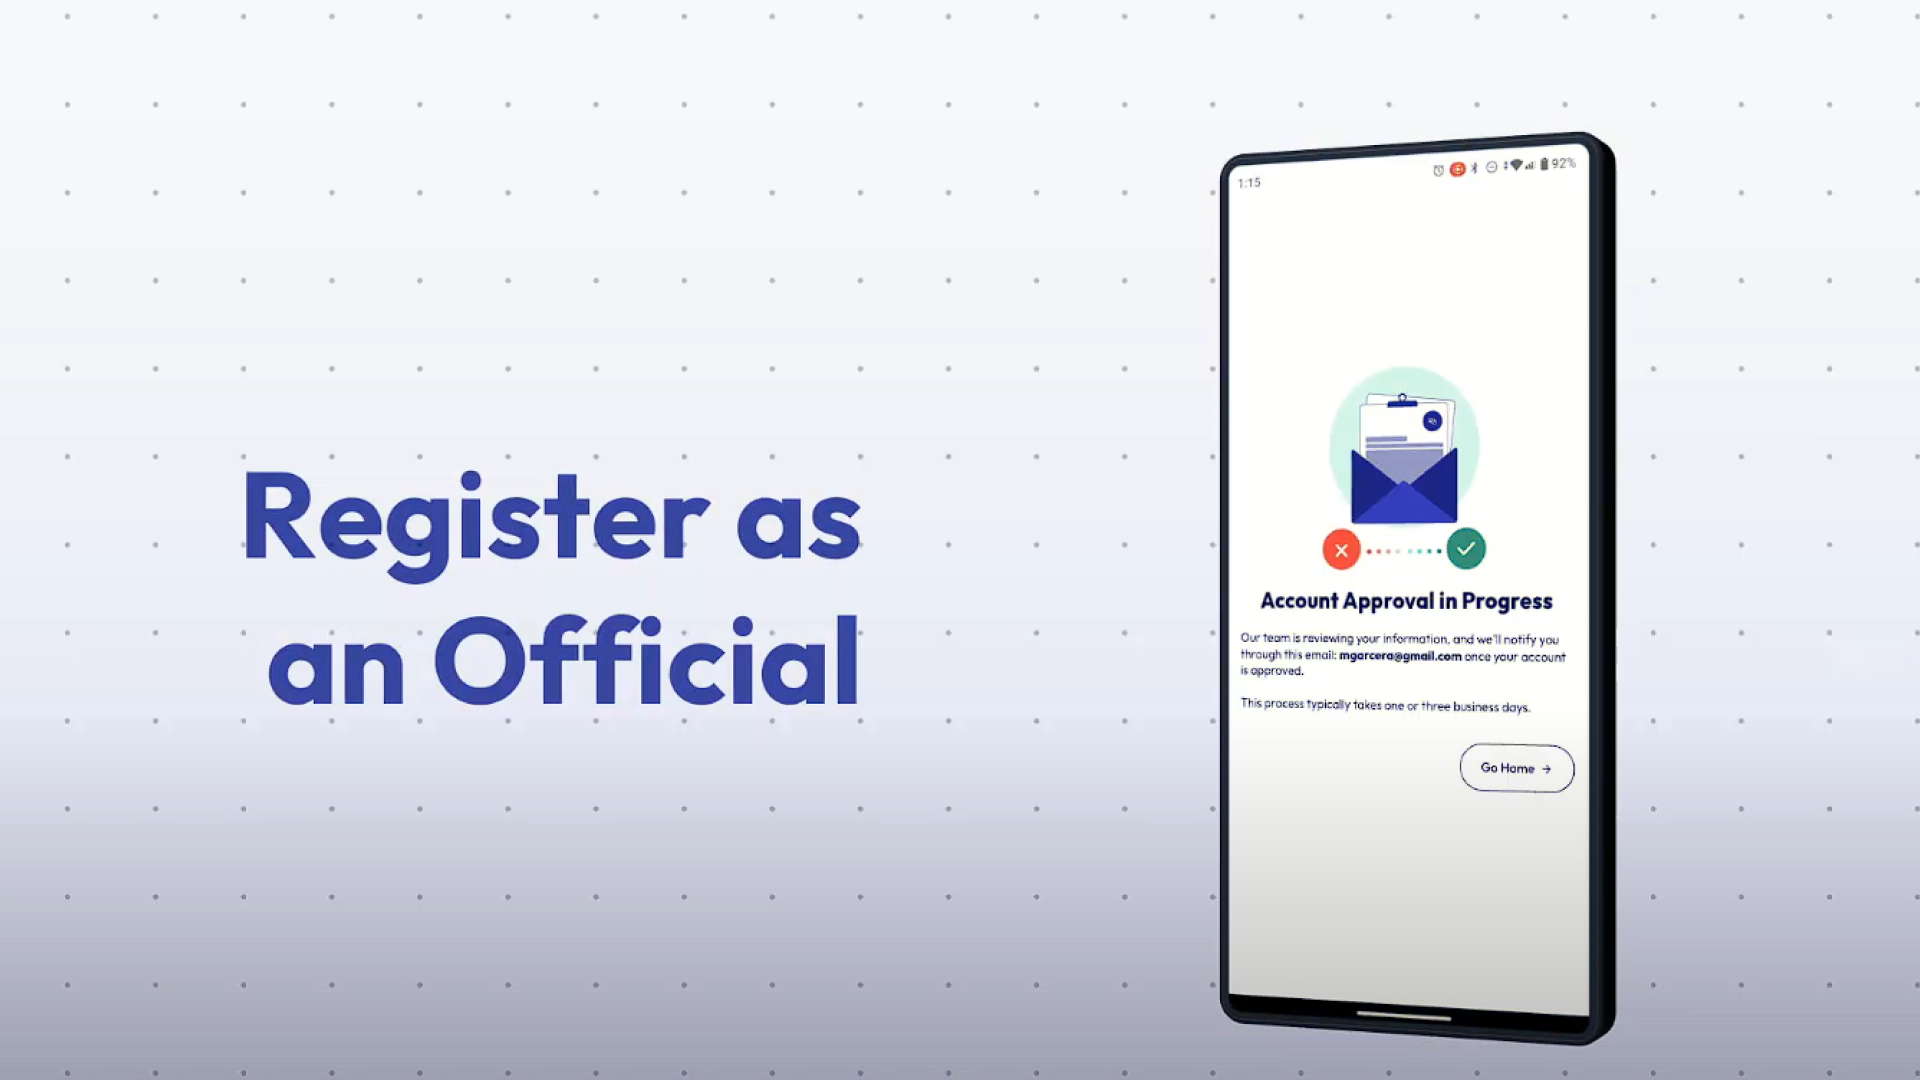 Register as
an Official
1:15
92%
Account Approval in Progress
Our team is reviewing your information, and we'll notify you
through this email: mgarcera@gmail.com once your account
is approved.
This process typically takes one or three business days.
Go Home →